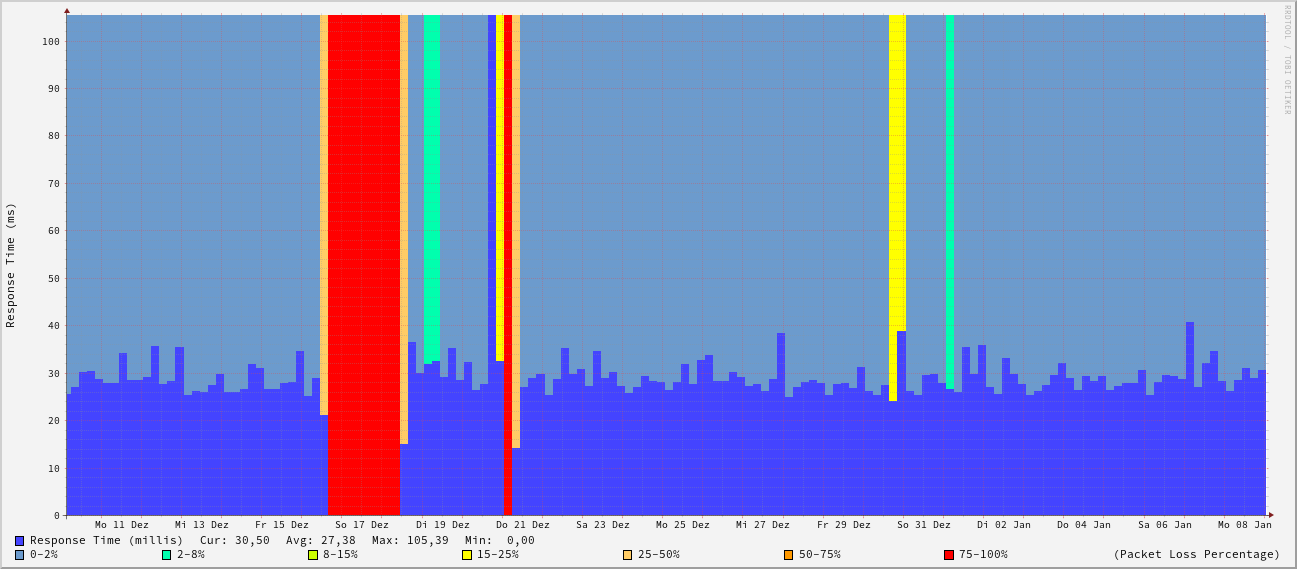 RRDTOOL / TOBI OETIKER
Response Time (ms)
100
90
80
70
60
50
40
30
20
10
0
Mo 11 Dez Mi 13 Dez Fr 15 Dez So 17 Dez Di 19 Dez Do 21 Dez Sa 23 Dez Mo 25 Dez Mi 27 Dez Fr 29 Dez So 31 Dez Di 02 Jan Do 04 Jan Sa 06 Jan Mo 08 Jan
Response Time (millis) Cur: 30,50 Avg: 27,38 Max: 105,39 Min: 0,00
0-2% 2-8% 8-15% 15-25% 25-50% 50-75% 75-100% (Packet Loss Percentage)